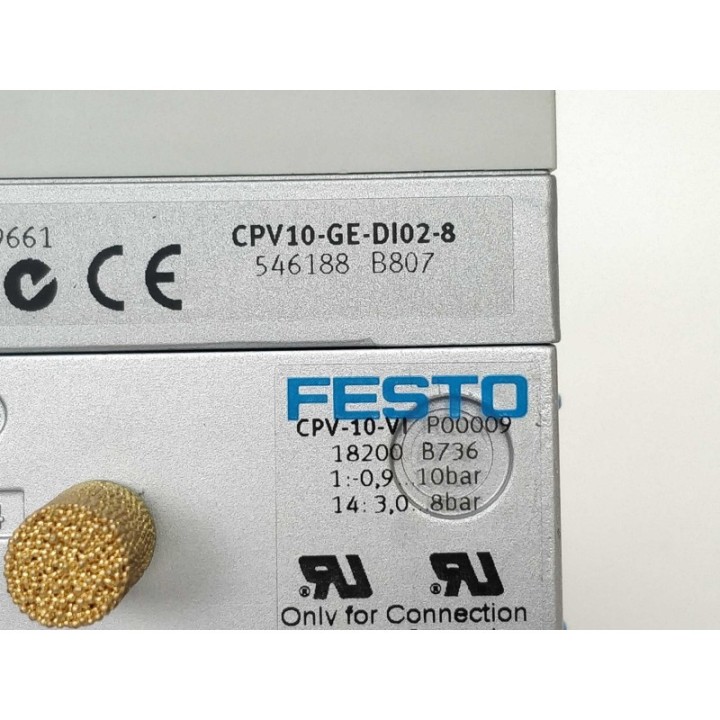 9661
CPV10-GE-DI02-8
546188 B807
CE
FESTO
CPV-10-VI P00009
18200 B736
1:-0,9...10bar
14: 3,0...8bar
Only for Connection